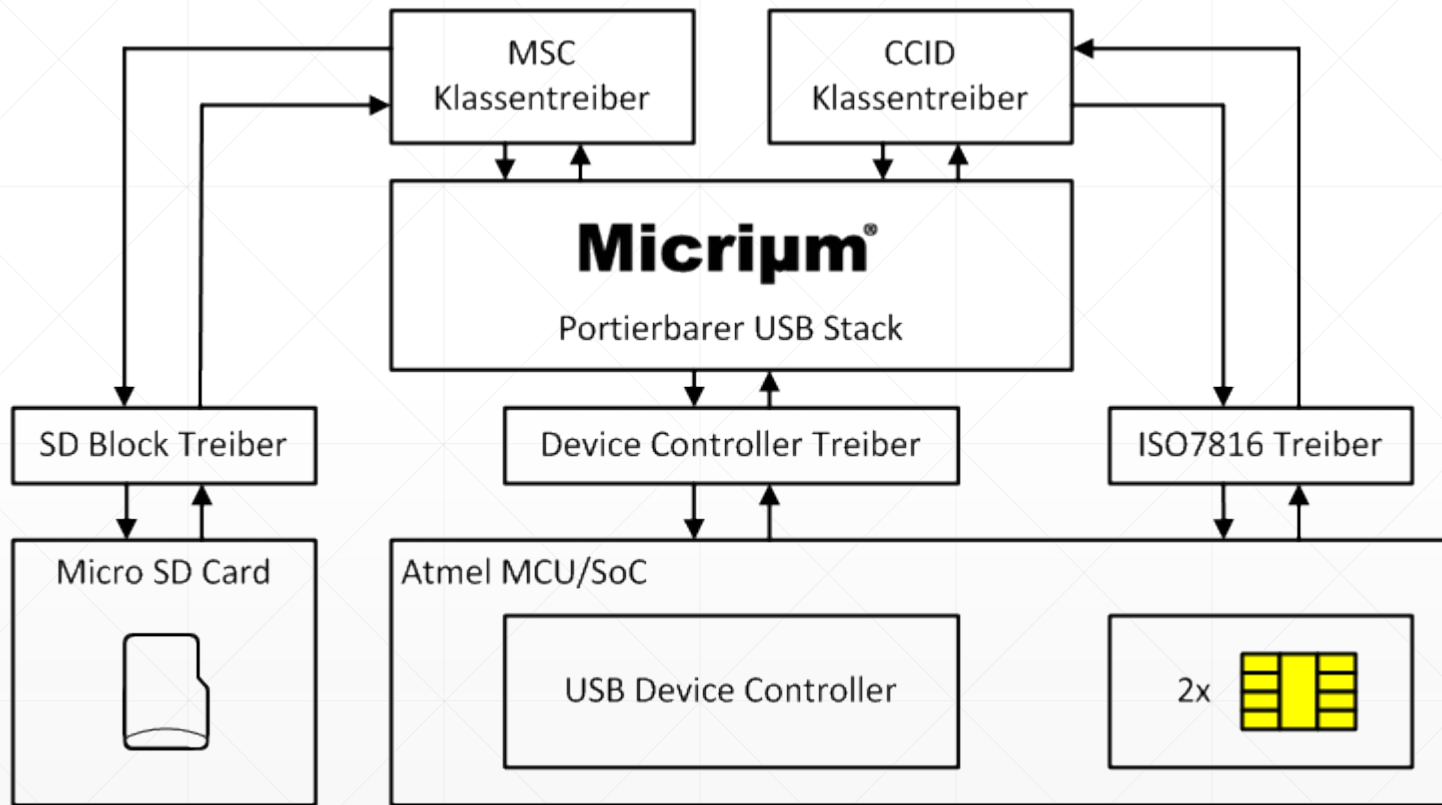 MSC
Klassentreiber
CCID
Klassentreiber
Micriµm®
Portierbarer USB Stack
SD Block Treiber
Device Controller Treiber
ISO7816 Treiber
Micro SD Card
Atmel MCU/SoC
USB Device Controller
2x